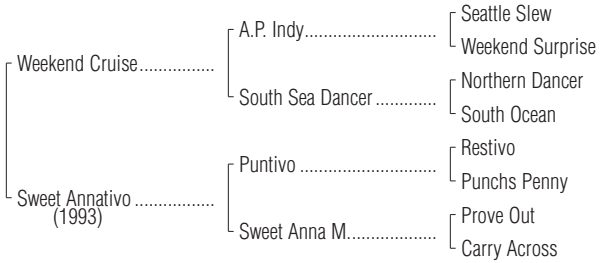 Seattle Slew
A.P. Indy........................
Weekend Surprise
Weekend Cruise...............
Northern Dancer
South Sea Dancer............
South Ocean
Restivo
Puntivo...........................
Punchs Penny
Sweet Annativo................
(1993)
Prove Out
Sweet Anna M..................
Carry Across